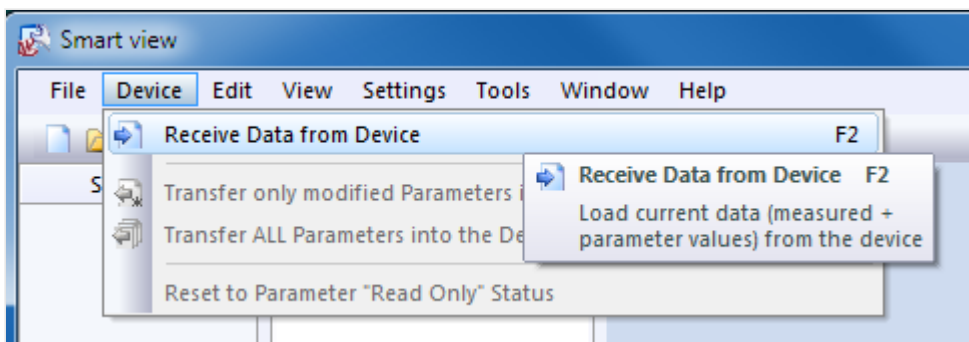 Smart view
File Device Edit View Settings Tools Window Help
Receive Data from Device F2
S
Receive Data from Device F2
Load current data (measured +
parameter values) from the device
Transfer only modified Parameters i
Transfer ALL Parameters into the De
Reset to Parameter "Read Only" Status